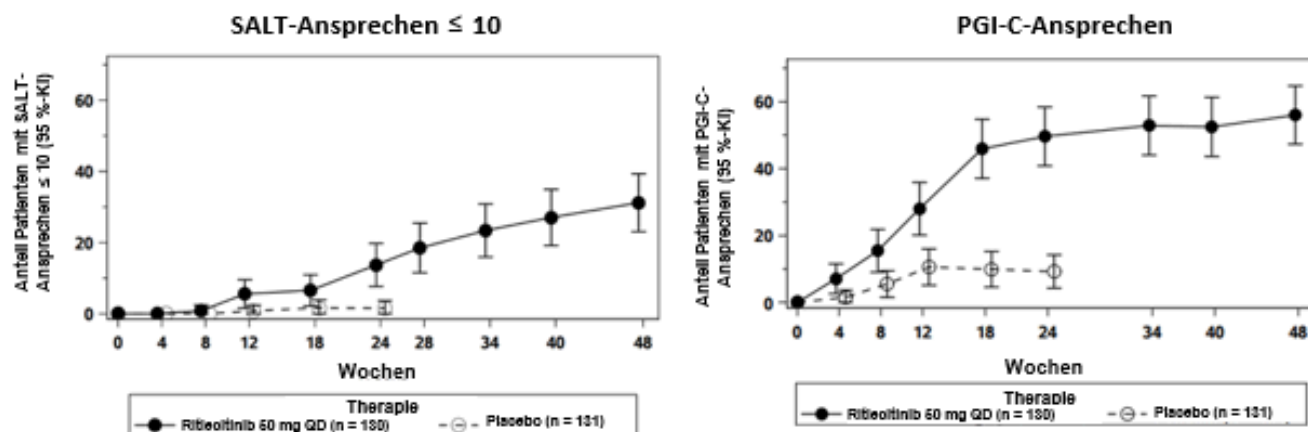 SALT-Ansprechen ≤ 10
Anteil Patienten mit SALT-
Ansprechen ≤ 10 (95 %-KI)
60
40
20
0
0 4 8 12 18 24 28 34 40 48
Wochen
Therapie
Ritlecitinib 50 mg QD (n = 130) Placebo (n = 131)
PGI-C-Ansprechen
Anteil Patienten mit PGI-C-
Ansprechen (95 %-KI)
60
40
20
0
0 4 8 12 18 24 34 40 48
Wochen
Therapie
Ritlecitinib 50 mg QD (n = 130) Placebo (n = 131)